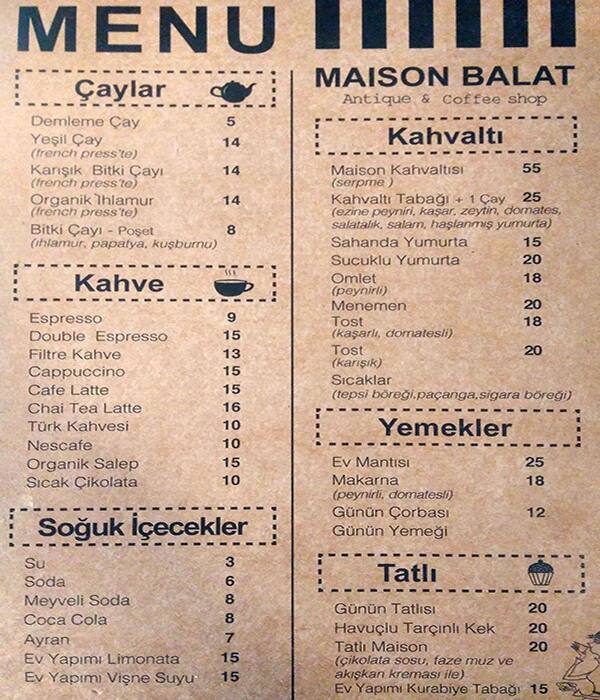 MENU
Çaylar
Demleme Çay 5
Yeşil Çay 14
(french press'te)
Karışık Bitki Çayı 14
(french press'te)
Organik Ihlamur 14
(french press'te)
Bitki Çayı - Poşet 8
(ıhlamur, papatya, kuşburnu)
Kahve
Espresso 9
Double Espresso 15
Filtre Kahve 13
Cappuccino 15
Cafe Latte 15
Chai Tea Latte 16
Türk Kahvesi 10
Nescafe 10
Organik Salep 15
Sıcak Çikolata 10
Soğuk İçecekler
Su 3
Soda 6
Meyveli Soda 8
Coca Cola 8
Ayran 7
Ev Yapımı Limonata 15
Ev Yapımı Vişne Suyu 15
MAISON BALAT
Antique & Coffee shop
Kahvaltı
Maison Kahvaltısı 55
(serpme )
Kahvaltı Tabağı + 1 Çay 25
(ezine peyniri, kaşar, zeytin, domates,
salatalık, salam, haşlanmış yumurta)
Sahanda Yumurta 15
Sucuklu Yumurta 20
Omlet 18
(peynirli)
Menemen 20
Tost 18
(kaşarlı, domatesli)
Tost 20
(karışık)
Sıcaklar
(tepsi böreği,paçanga,sigara böreği)
Yemekler
Ev Mantısı 25
Makarna 18
(peynirli, domatesli)
Günün Çorbası 12
Günün Yemeği
Tatlı
Günün Tatlısı 20
Havuçlu Tarçınlı Kek 20
Tatlı Maison 20
(çikolata sosu, taze muz ve
akışkan kreması ile)
Ev Yapımı Kurabiye Tabağı 15